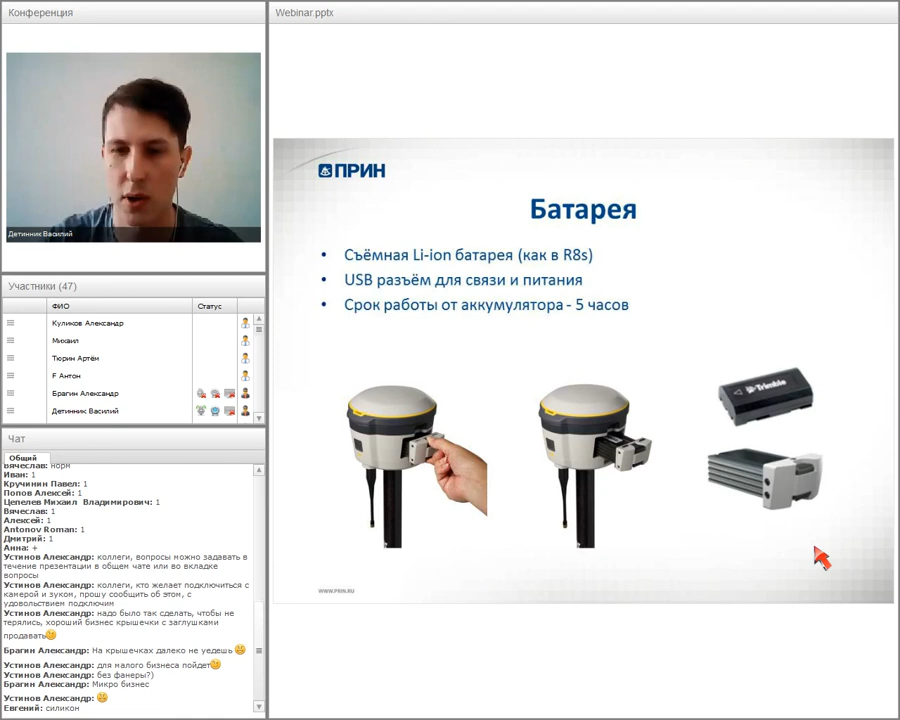 Конференция
Детинник Василий
Участники (47)
ФИО
Статус
Куликов Александр
Михаил
Тюрин Артём
F Антон
Брагин Александр
Детинник Василий
Чат
Общий
Вячеслав: норм
Иван: 1
Кручинин Павел: 1
Попов Алексей: 1
Цепелев Михаил Владимирович: 1
Вячеслав: 1
Алексей: 1
Antonov Roman: 1
Дмитрий: 1
Анна: +
Устинов Александр: коллеги, вопросы можно задавать в
течение презентации в общем чате или во вкладке
вопросы
Устинов Александр: коллеги, кто желает подключиться с
камерой и зуком, прошу сообщить об этом, с
удовольствием подключим
Устинов Александр: надо было так сделать, чтобы не
терялись, хороший бизнес крышечки с заглушками
продавать
Брагин Александр: На крышечках далеко не уедешь
Устинов Александр: для малого бизнеса пойдет
Устинов Александр: без фанеры?)
Брагин Александр: Микро бизнес
Устинов Александр:
Евгений: силикон
Webinar.pptx
ПРИН
Батарея
• Съёмная Li-ion батарея (как в R8s)
• USB разъём для связи и питания
• Срок работы от аккумулятора - 5 часов
Trimble
WWW.PRIN.RU